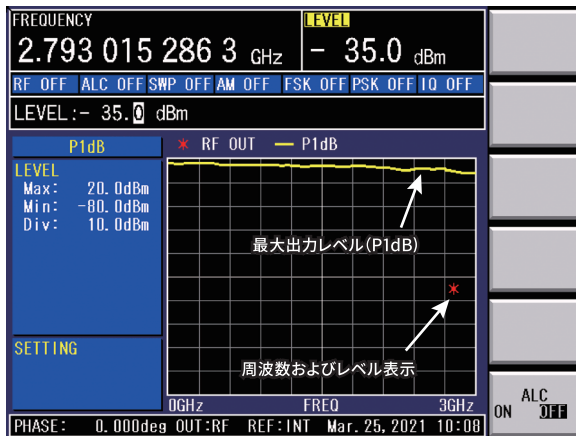 FREQUENCY
LEVEL
2.793 015 286 3 GHz
- 35.0 dBm
RF OFF ALC OFF SWP OFF AM OFF FSK OFF PSK OFF IQ OFF
LEVEL:- 35.0 dBm
P1dB
* RF OUT — P1dB
LEVEL
Max: 20.0dBm
Min: -80.0dBm
Div: 10.0dBm
最大出力レベル(P1dB)
SETTING
周波数およびレベル表示
0GHz FREQ 3GHz
ALC
ON OFF
PHASE: 0.000deg OUT:RF REF:INT Mar.25,2021 10:08